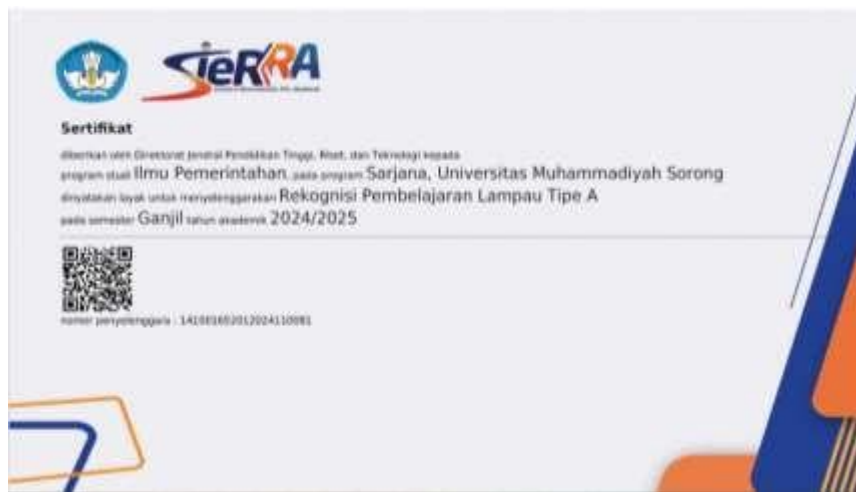 SIERRA
Sertifikat
diberikan oleh Direktorat Jendral Pendidikan Tinggi, Riset, dan Teknologi kepada
program studi Ilmu Pemerintahan, pada program Sarjana, Universitas Muhammadiyah Sorong
dinyatakan layak untuk menyelenggarakan Rekognisi Pembelajaran Lampau Tipe A
pada semester Ganjil tahun akademik 2024/2025
nomor penyelenggara :